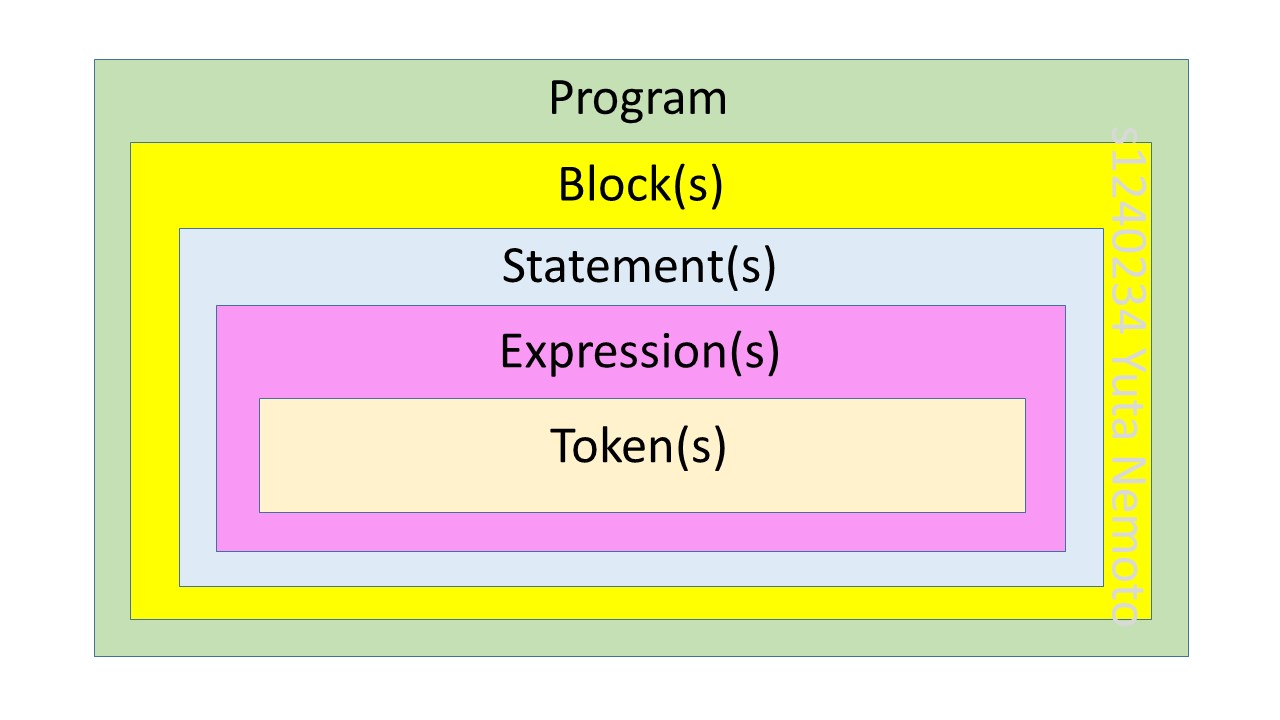 Program
Block(s)
Statement(s)
Expression(s)
Token(s)
s1240234 Yuta Nemoto